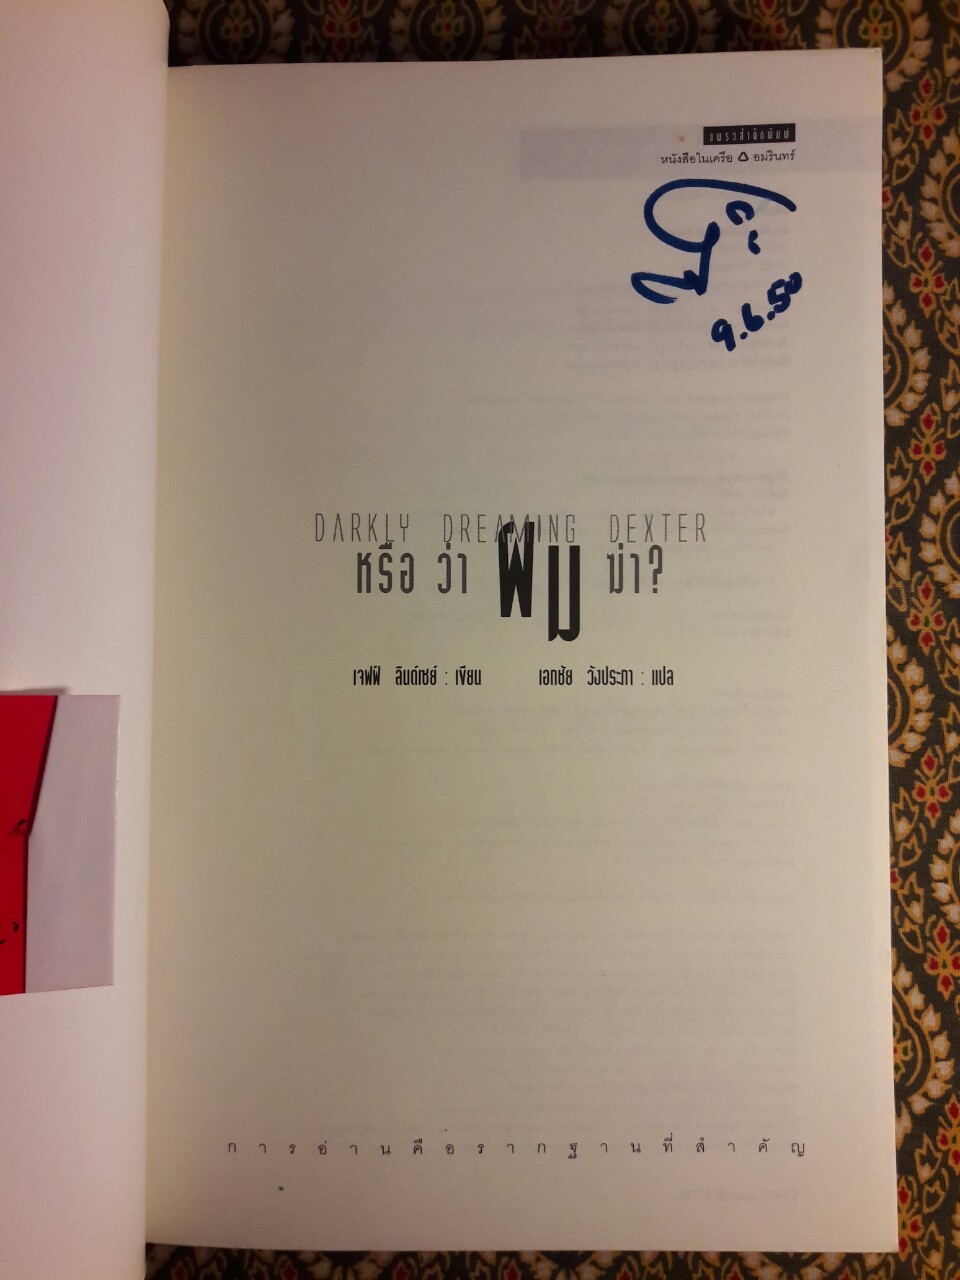 แพรวสำนักพิมพ์
หนังสือในเครือ อมรินทร์
9.6.50
DARKLY DREAMING DEXTER
หรือ ว่า ผม ฆ่า?
เจฟฟ์ ลินด์เซย์ : เขียน เอกชัย วังประภา : แปล
การอ่านคือรากฐานที่สำคัญ